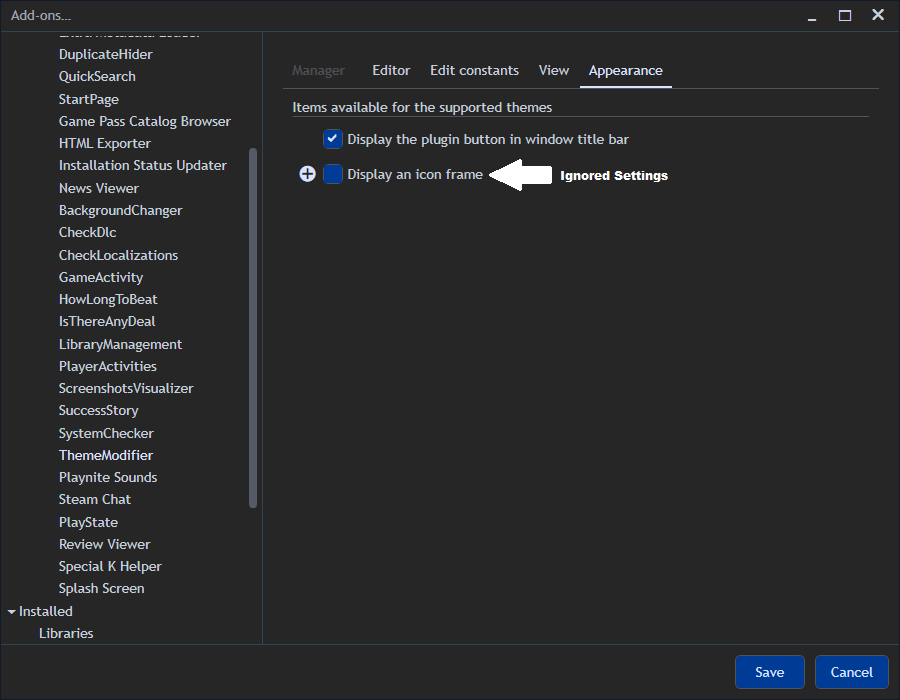 Add-ons...
DuplicateHider
QuickSearch
StartPage
Game Pass Catalog Browser
HTML Exporter
Installation Status Updater
News Viewer
BackgroundChanger
CheckDlc
CheckLocalizations
GameActivity
HowLongToBeat
IsThereAnyDeal
LibraryManagement
PlayerActivities
ScreenshotsVisualizer
SuccessStory
SystemChecker
ThemeModifier
Playnite Sounds
Steam Chat
PlayState
Review Viewer
Special K Helper
Splash Screen
Installed
Libraries
Manager Editor Edit constants View Appearance
Items available for the supported themes
Display the plugin button in window title bar
Display an icon frame Ignored Settings
Save Cancel